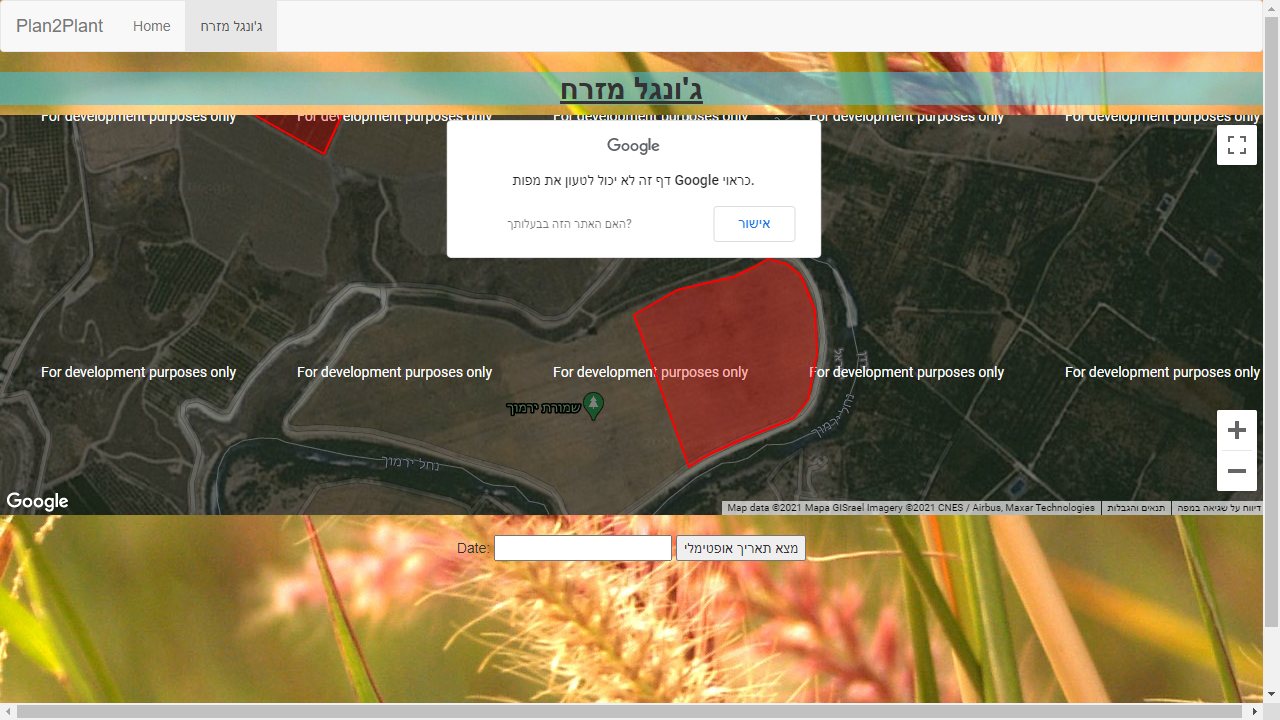 Plan2Plant Home ג'ונגל מזרח
ג'ונגל מזרח
For development purposes only For development purposes only For development purposes only For development purposes only For development purposes only
Google
דף זה לא יכול לטעון את מפות Google כראוי.
האם האתר הזה בבעלותך?
אישור
For development purposes only For development purposes only For development purposes only For development purposes only For development purposes only
שמורת ירמוך
נחל ירמוך
נחל ירמוך
Google
Map data ©2021 Mapa GISrael Imagery ©2021 CNES / Airbus, Maxar Technologies תנאים והגבלות דיווח על שגיאה במפה
Date: מצא תאריך אופטימלי